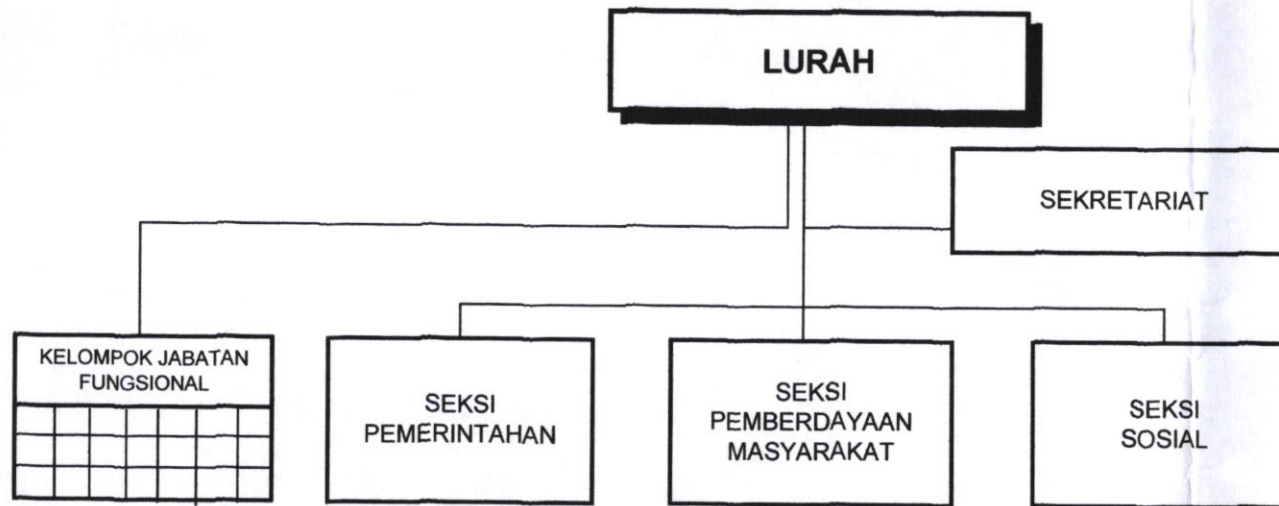 LURAH
SEKRETARIAT
KELOMPOK JABATAN
FUNGSIONAL
SEKSI
PEMERINTAHAN
SEKSI
PEMBERDAYAAN
MASYARAKAT
SEKSI
SOSIAL